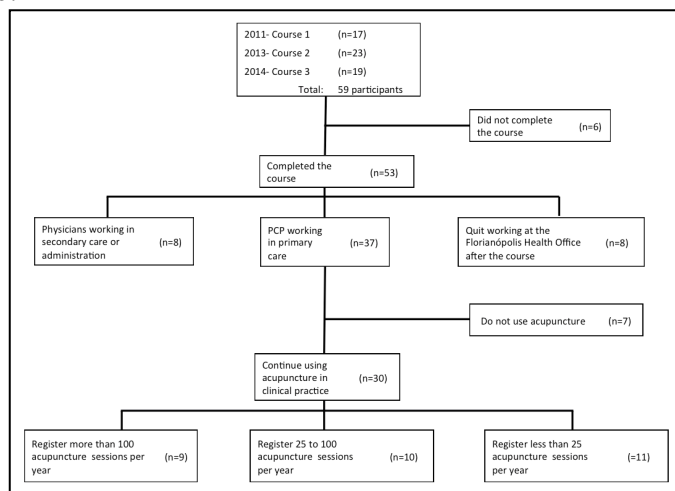 2011- Course 1 (n=17)
2013- Course 2 (n=23)
2014- Course 3 (n=19)
Total: 59 participants
Did not complete
the course (n=6)
Completed the
course (n=53)
Physicians working in
secondary care or
administration (n=8)
PCP working
in primary
care (n=37)
Quit working at the
Florianópolis Health Office
after the course (n=8)
Do not use acupuncture (n=7)
Continue using
acupuncture in
clinical practice (n=30)
Register more than 100
acupuncture sessions per
year (n=9)
Register 25 to 100
acupuncture sessions
per year (n=10)
Register less than 25
acupuncture sessions
per year (=11)